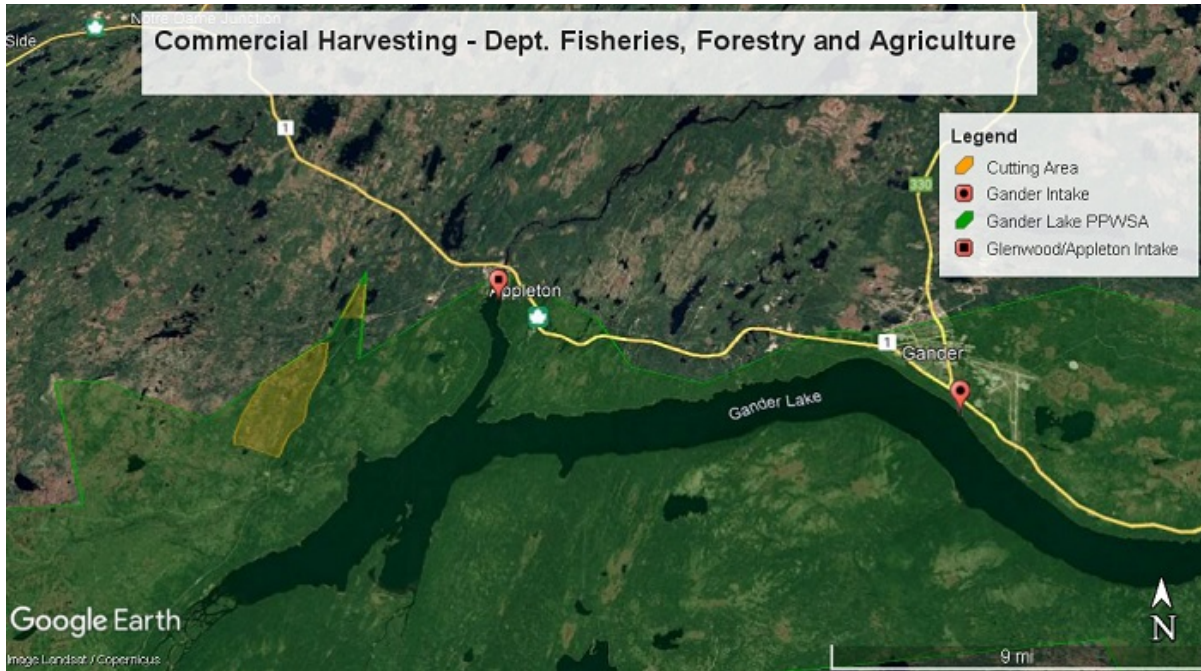 Notre Dame Junction
Side
Commercial Harvesting - Dept. Fisheries, Forestry and Agriculture
1
Legend
Cutting Area
Gander Intake
Gander Lake PPWSA
Glenwood/Appleton Intake
330
Appleton
1
Gander
Gander Lake
N
Google Earth
Image Landsat / Copernicus
9 mi